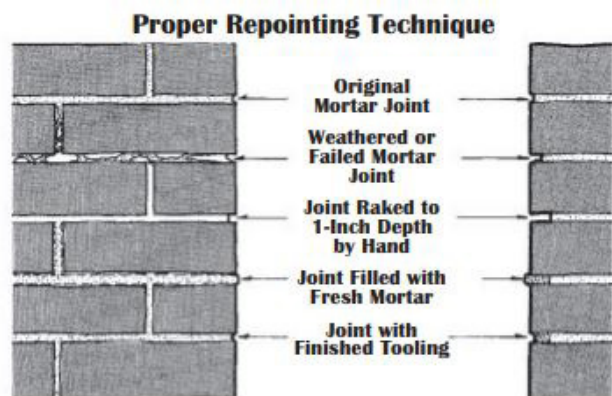 Proper Repointing Technique
Original
Mortar Joint
Weathered or
Failed Mortar
Joint
Joint Raked to
1-Inch Depth
by Hand
Joint Filled with
Fresh Mortar
Joint with
Finished Tooling